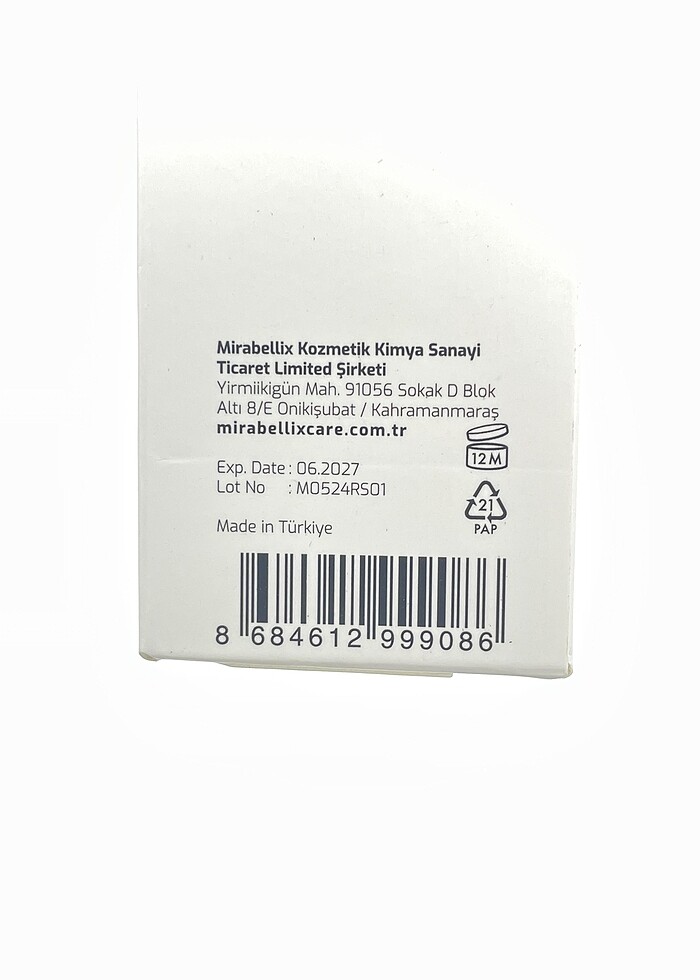 Mirabellix Kozmetik Kimya Sanayi
Ticaret Limited Şirketi
Yirmiikigün Mah. 91056 Sokak D Blok
Altı 8/E Onikişubat / Kahramanmaraş
mirabellixcare.com.tr
12M
Exp. Date : 06.2027
Lot No : M0524RS01
21
PAP
Made in Türkiye
8 684612 999086